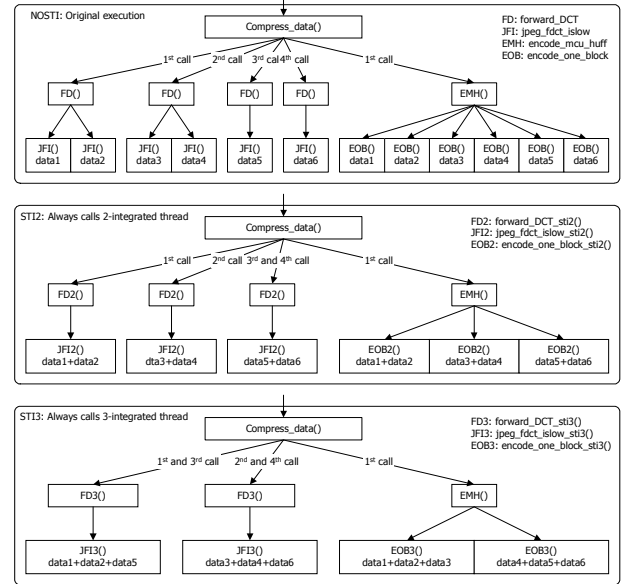 NOSTI: Original execution
Compress_data()
FD: forward_DCT
JFI: jpeg_fdct_islow
EMH: encode_mcu_huff
EOB: encode_one_block
1st call 2nd call 3rd cal4th call 1st call
FD() FD() FD() FD() EMH()
JFI() JFI() JFI() JFI() JFI() JFI() EOB() EOB() EOB() EOB() EOB() EOB()
data1 data2 data3 data4 data5 data6 data1 data2 data3 data4 data5 data6
STI2: Always calls 2-integrated thread
Compress_data()
FD2: forward_DCT_sti2()
JFI2: jpeg_fdct_islow_sti2()
EOB2: encode_one_block_sti2()
1st call 2nd call 3rd and 4th call 1st call
FD2() FD2() FD2() EMH()
JFI2() JFI2() JFI2() EOB2() EOB2() EOB2()
data1+data2 dta3+data4 data5+data6 data1+data2 data3+data4 data5+data6
STI3: Always calls 3-integrated thread
Compress_data()
FD3: forward_DCT_sti3()
JFI3: jpeg_fdct_islow_sti3()
EOB3: encode_one_block_sti3()
1st and 3rd call 2nd and 4th call 1st call
FD3() FD3() EMH()
JFI3() JFI3() EOB3() EOB3()
data1+data2+data5 data3+data4+data6 data1+data2+data3 data4+data5+data6